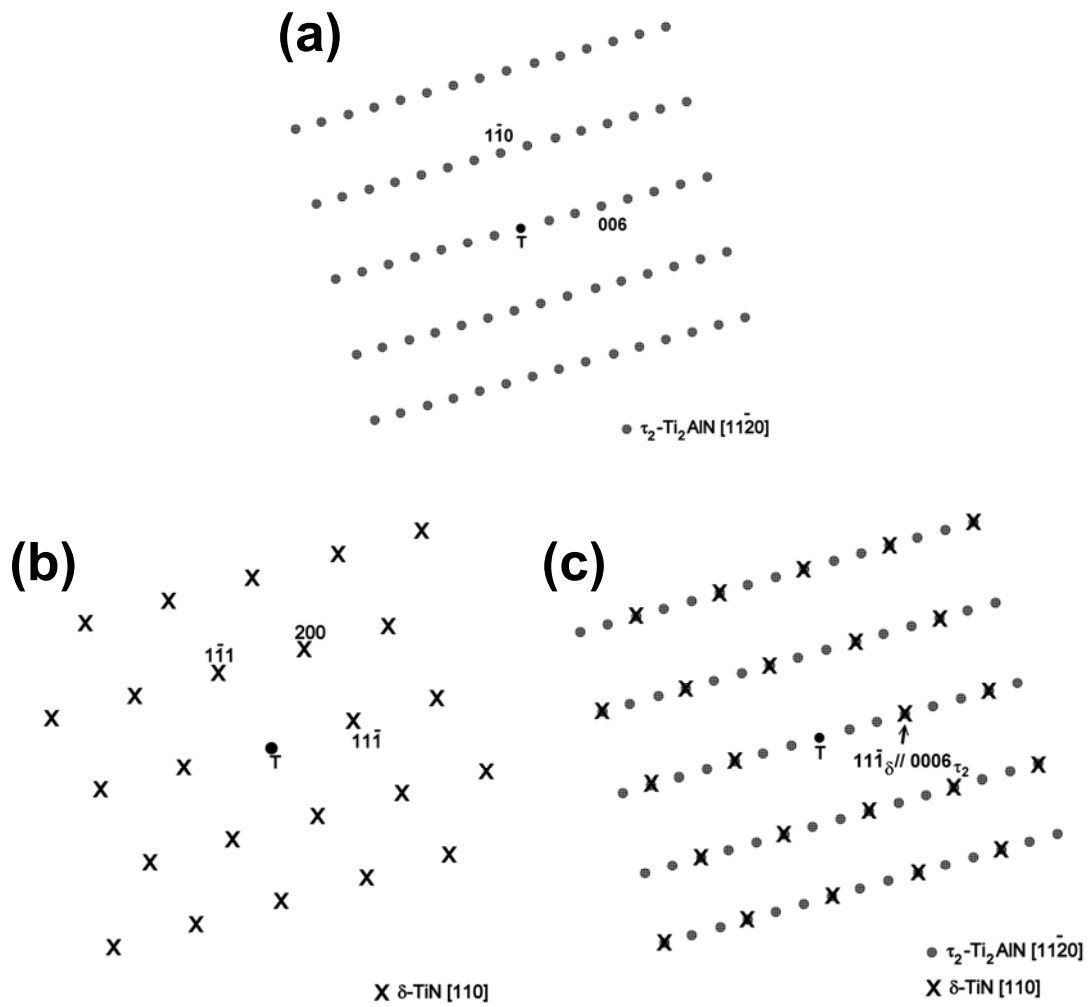 (a)
11̄0
006
T
τ₂-Ti₂AlN [112̄0]
(b)
200
11̄1
111̄
T
δ-TiN [110]
(c)
T
111̄δ// 0006τ₂
τ₂-Ti₂AlN [112̄0]
δ-TiN [110]